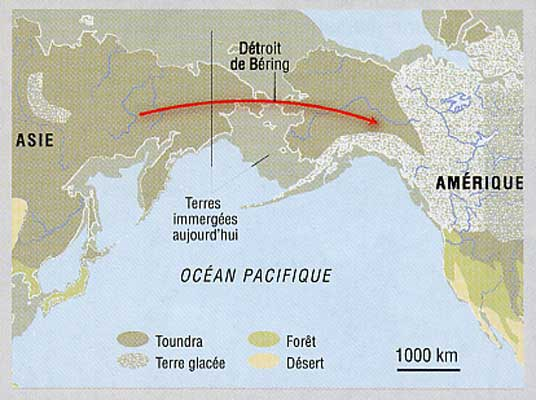 Détroit
de Béring
ASIE
AMÉRIQUE
Terres
immergées
aujourd'hui
OCÉAN PACIFIQUE
Toundra
Forêt
Terre glacée
Désert
1000 km